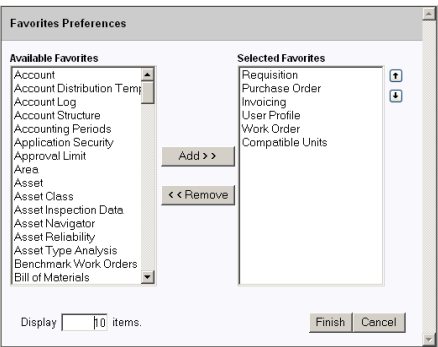 Favorites Preferences
Available Favorites
Account
Account Distribution Temp
Account Log
Account Structure
Accounting Periods
Application Security
Approval Limit
Area
Asset
Asset Class
Asset Inspection Data
Asset Navigator
Asset Reliability
Asset Type Analysis
Benchmark Work Orders
Bill of Materials
Add >>
<< Remove
Selected Favorites
Requisition
Purchase Order
Invoicing
User Profile
Work Order
Compatible Units
Display 10 items.
Finish Cancel